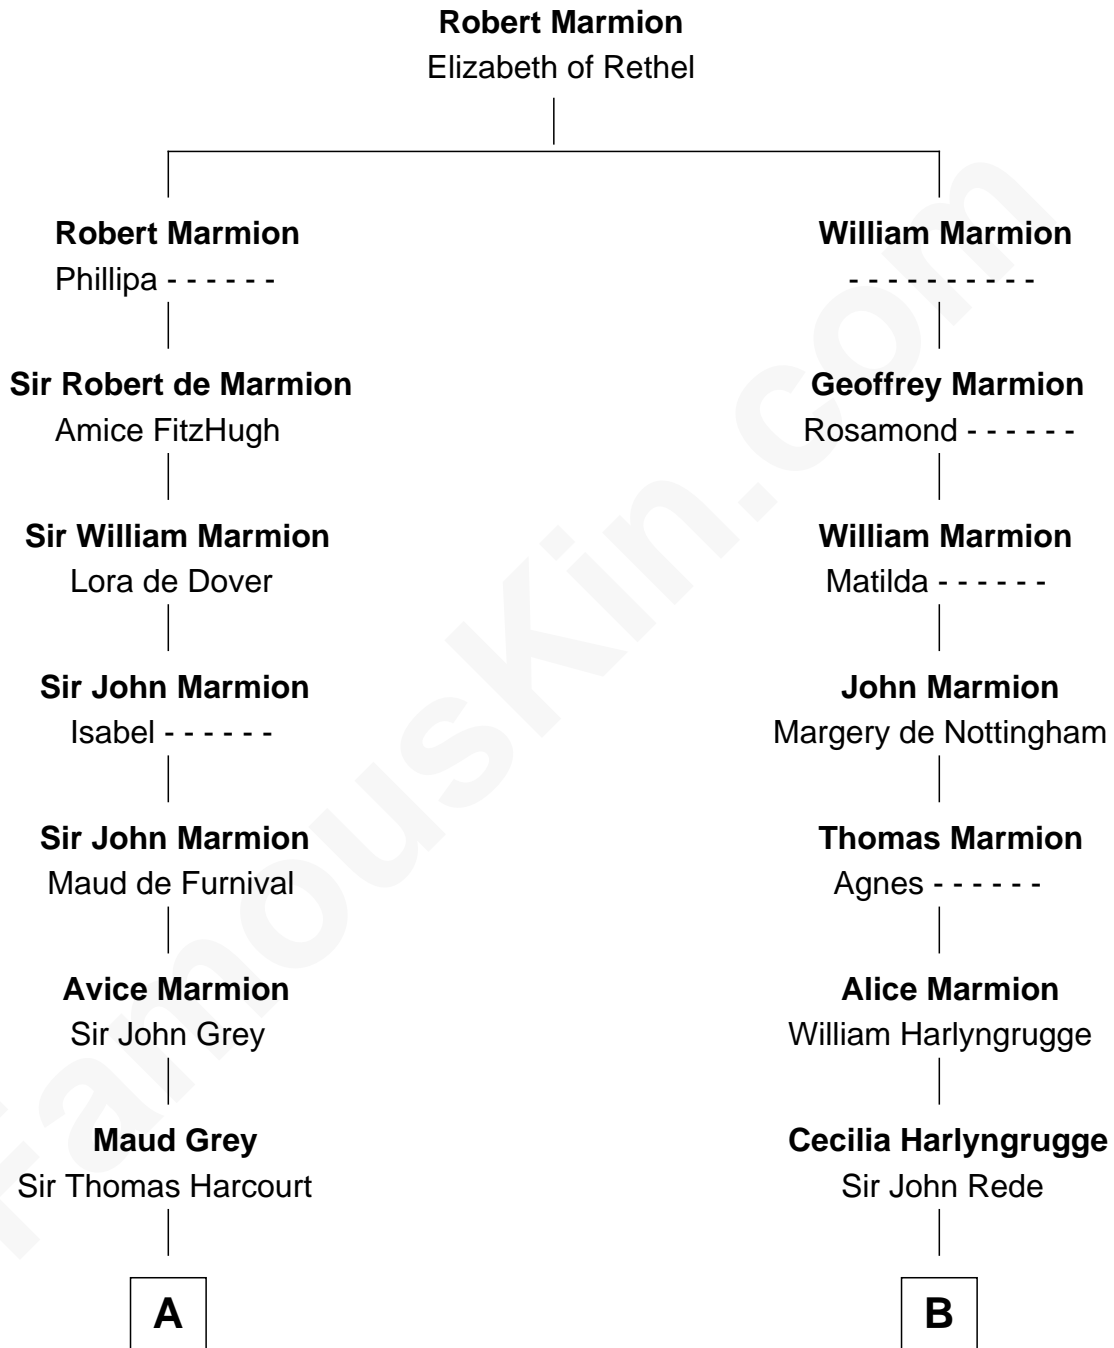 Robert Marmion
Elizabeth of Rethel
Robert Marmion
Phillipa - - - - - -
William Marmion
- - - - - - - - - -
Sir Robert de Marmion
Amice FitzHugh
Geoffrey Marmion
Rosamond - - - - - -
Sir William Marmion
Lora de Dover
William Marmion
Matilda - - - - - -
Sir John Marmion
Isabel - - - - - -
John Marmion
Margery de Nottingham
Sir John Marmion
Maud de Furnival
Thomas Marmion
Agnes - - - - - -
Avice Marmion
Sir John Grey
Alice Marmion
William Harlyngrugge
Maud Grey
Sir Thomas Harcourt
Cecilia Harlyngrugge
Sir John Rede
A
B
FamousKin.com